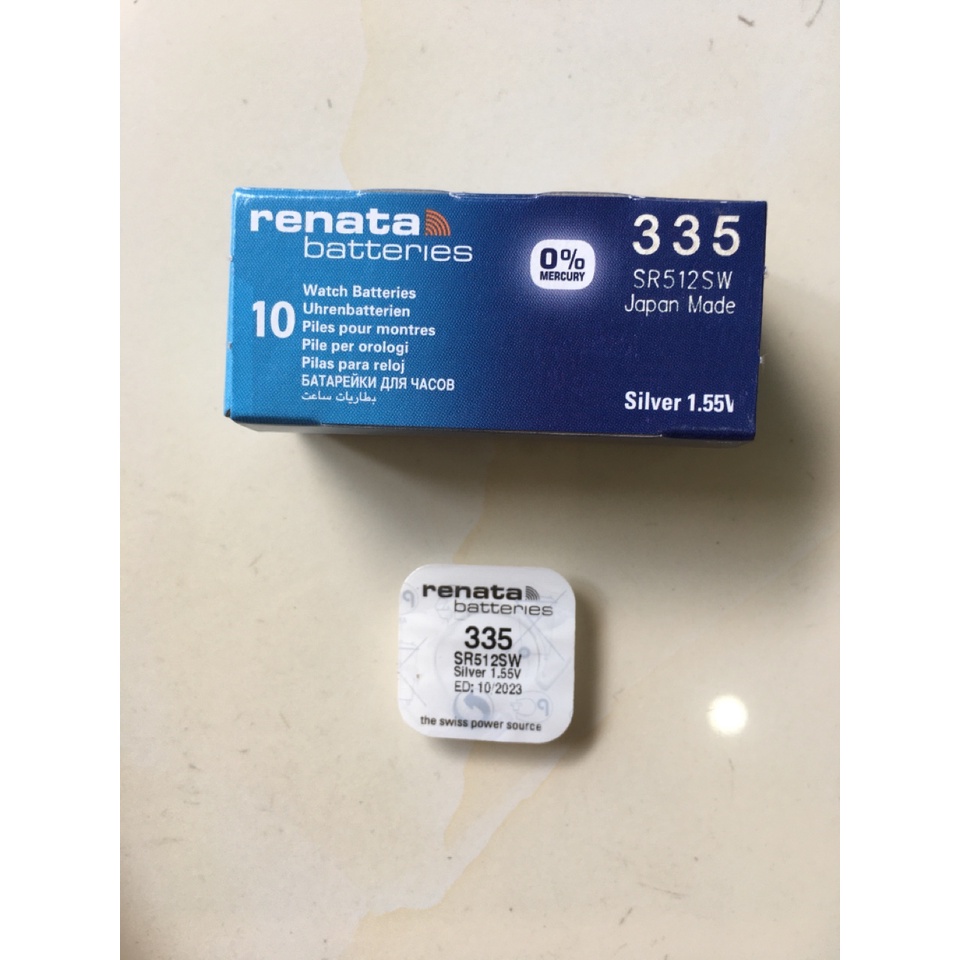 renata
batteries
10
Watch Batteries
Uhrenbatterien
Piles pour montres
Pile per orologi
Pilas para reloj
БАТАРЕЙКИ ДЛЯ ЧАСОВ
بطاريات ساعت
0%
MERCURY
335
SR512SW
Japan Made
Silver 1.55V
renata
batteries
335
SR512SW
Silver 1.55V
ED: 10/2023
the swiss power source